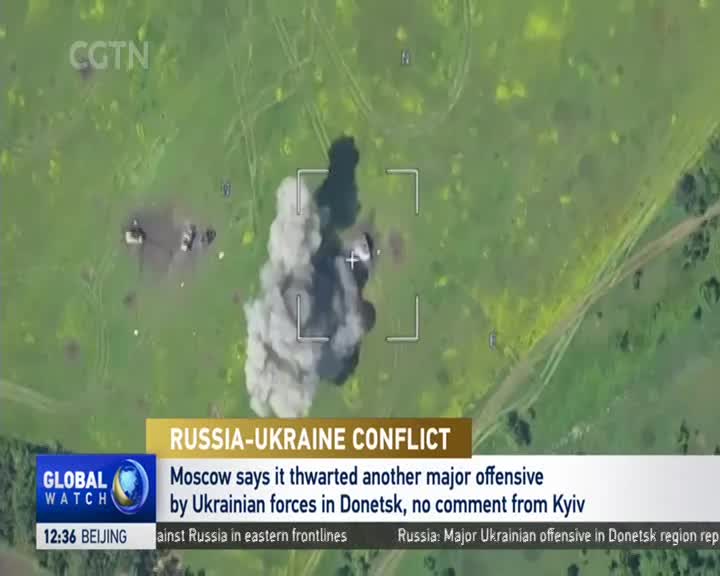 CGTN
RUSSIA-UKRAINE CONFLICT
Moscow says it thwarted another major offensive
by Ukrainian forces in Donetsk, no comment from Kyiv
GLOBAL
WATCH
12:36 BEIJING
ainst Russia in eastern frontlines Russia: Major Ukrainian offensive in Donetsk region rep